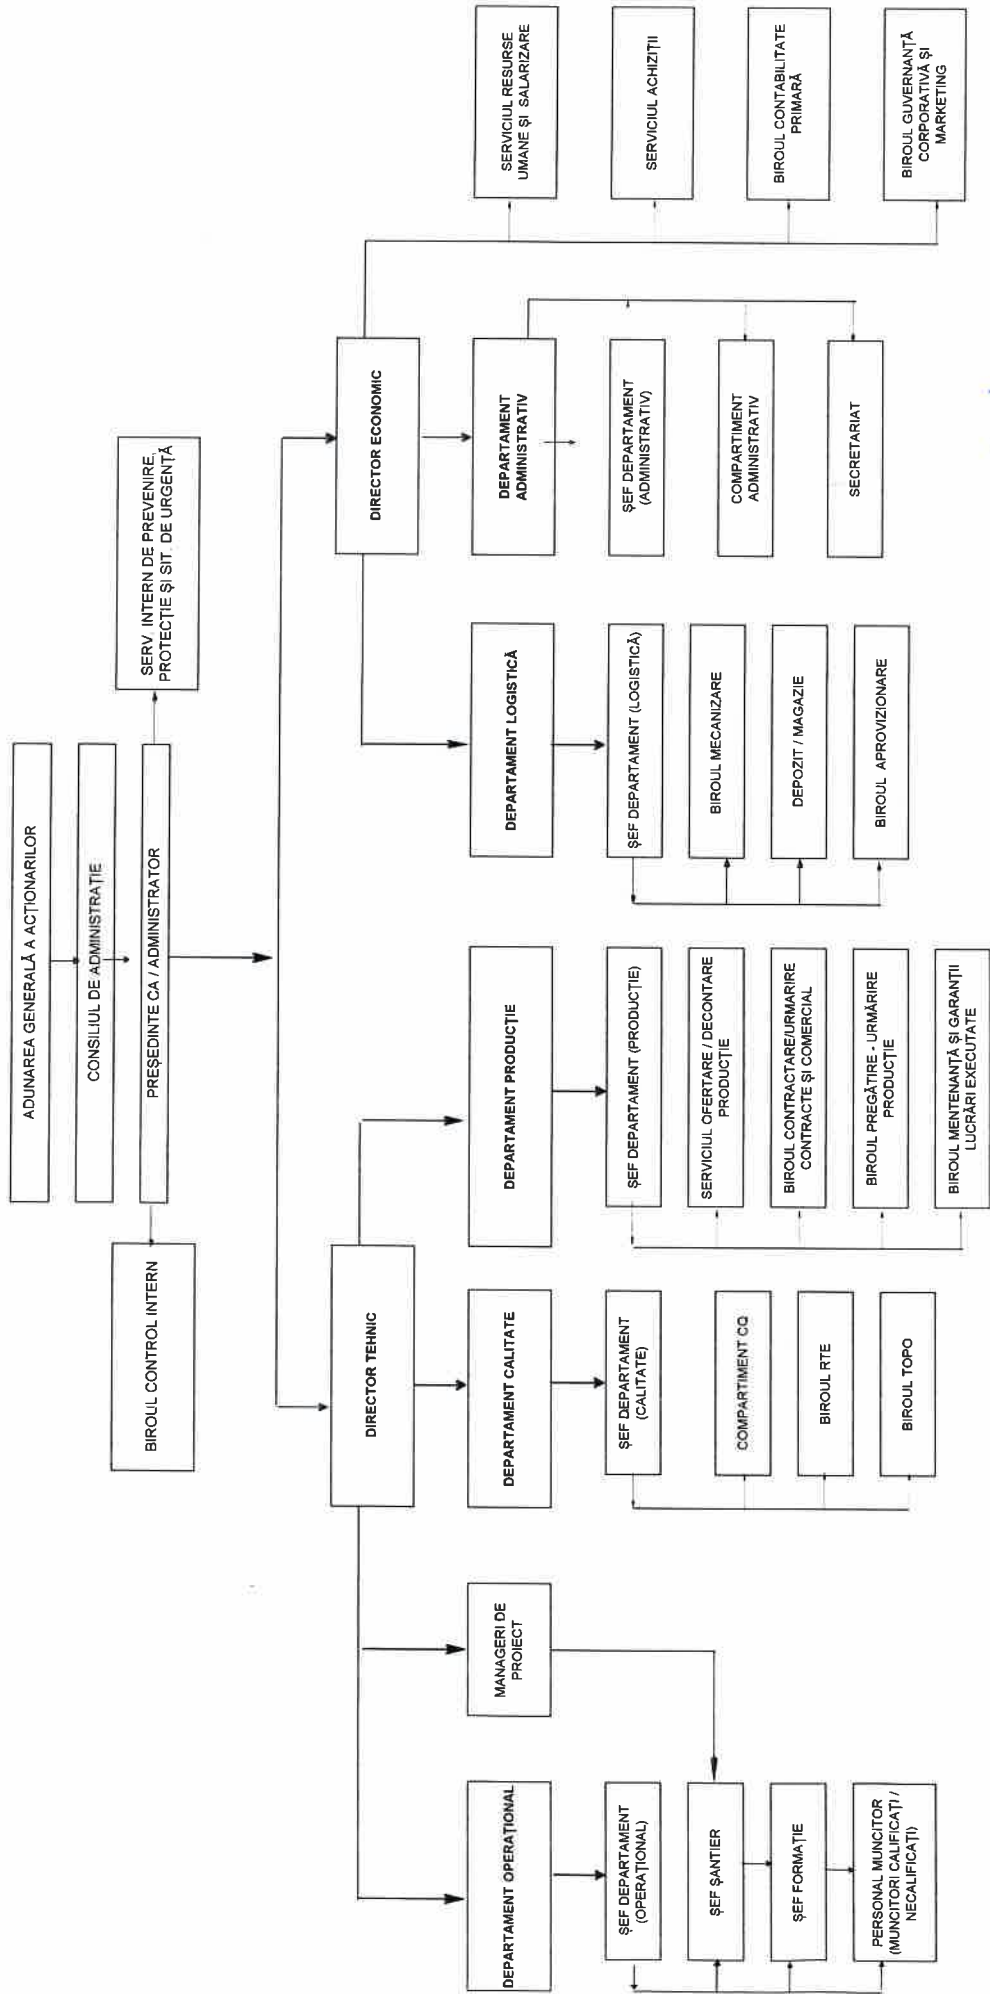 ADUNAREA GENERALĂ A ACȚIONARILOR
CONSILIUL DE ADMINISTRAȚIE
PREȘEDINTE CA / ADMINISTRATOR
BIROUL CONTROL INTERN
SERV. INTERN DE PREVENIRE,
PROTECȚIE ȘI SIT. DE URGENȚĂ
DIRECTOR TEHNIC
DIRECTOR ECONOMIC
DEPARTAMENT OPERAȚIONAL
MANAGERI DE
PROIECT
DEPARTAMENT CALITATE
DEPARTAMENT PRODUCȚIE
DEPARTAMENT LOGISTICĂ
DEPARTAMENT
ADMINISTRATIV
ȘEF DEPARTAMENT
(OPERAȚIONAL)
ȘEF ȘANTIER
ȘEF FORMAȚIE
PERSONAL MUNCITOR
(MUNCITORI CALIFICAȚI /
NECALIFICAȚI)
ȘEF DEPARTAMENT
(CALITATE)
COMPARTIMENT CQ
BIROUL RTE
BIROUL TOPO
ȘEF DEPARTAMENT (PRODUCȚIE)
SERVICIUL OFERTARE / DECONTARE
PRODUCȚIE
BIROUL CONTRACTARE/URMARIRE
CONTRACTE ȘI COMERCIAL
BIROUL PREGĂTIRE - URMĂRIRE
PRODUCȚIE
BIROUL MENTENANȚĂ ȘI GARANȚII
LUCRĂRI EXECUTATE
ȘEF DEPARTAMENT (LOGISTICĂ)
BIROUL MECANIZARE
DEPOZIT / MAGAZIE
BIROUL APROVIZIONARE
ȘEF DEPARTAMENT
(ADMINISTRATIV)
COMPARTIMENT
ADMINISTRATIV
SECRETARIAT
SERVICIUL RESURSE
UMANE ȘI SALARIZARE
SERVICIUL ACHIZIȚII
BIROUL CONTABILITATE
PRIMARĂ
BIROUL GUVERNANȚĂ
CORPORATIVĂ ȘI
MARKETING